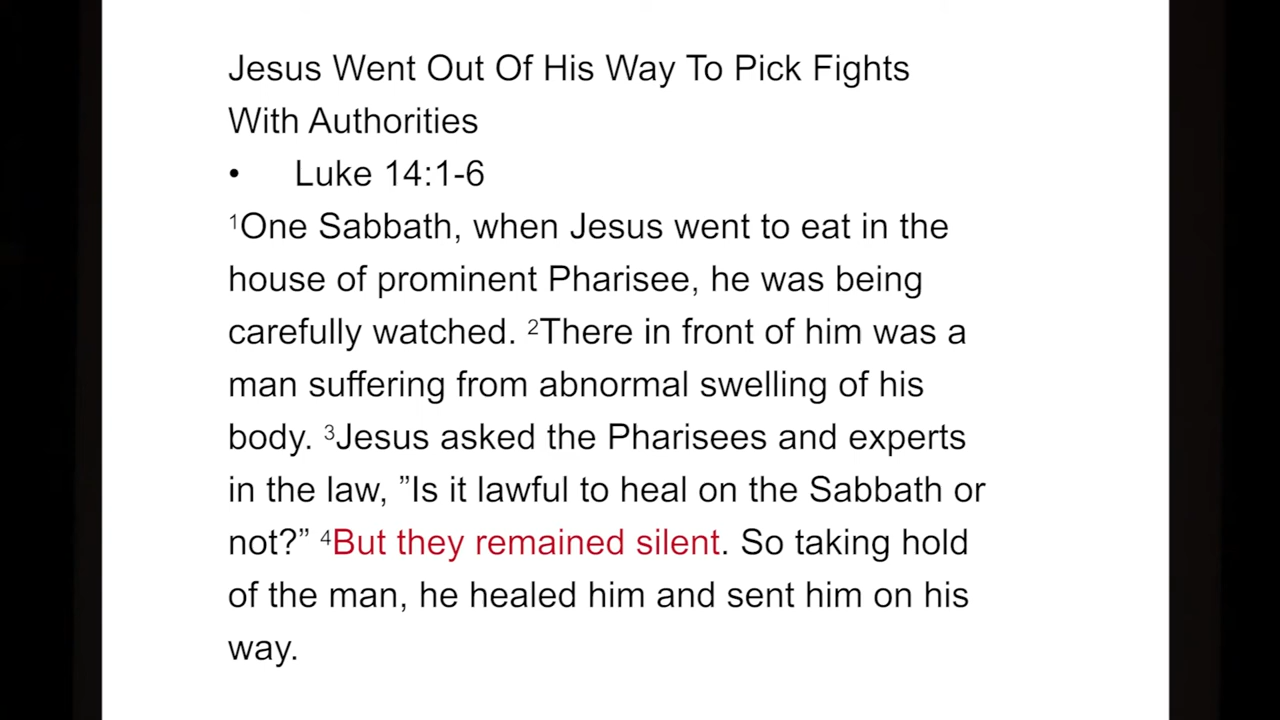 Jesus Went Out Of His Way To Pick Fights
With Authorities
• Luke 14:1-6
¹One Sabbath, when Jesus went to eat in the
house of prominent Pharisee, he was being
carefully watched. ²There in front of him was a
man suffering from abnormal swelling of his
body. ³Jesus asked the Pharisees and experts
in the law, ”Is it lawful to heal on the Sabbath or
not?” ⁴But they remained silent. So taking hold
of the man, he healed him and sent him on his
way.